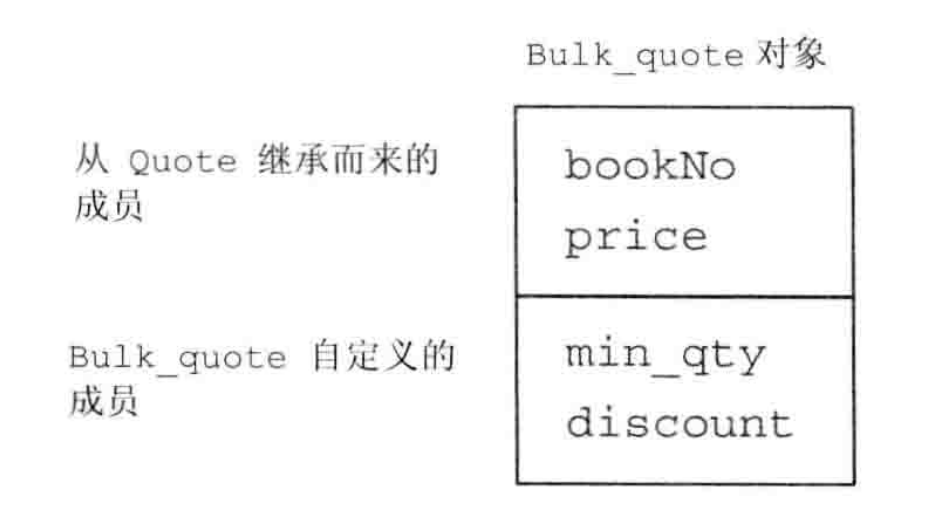 Bulk_quote 对象
从 Quote 继承而来的
成员
bookNo
price
Bulk_quote 自定义的
成员
min_qty
discount